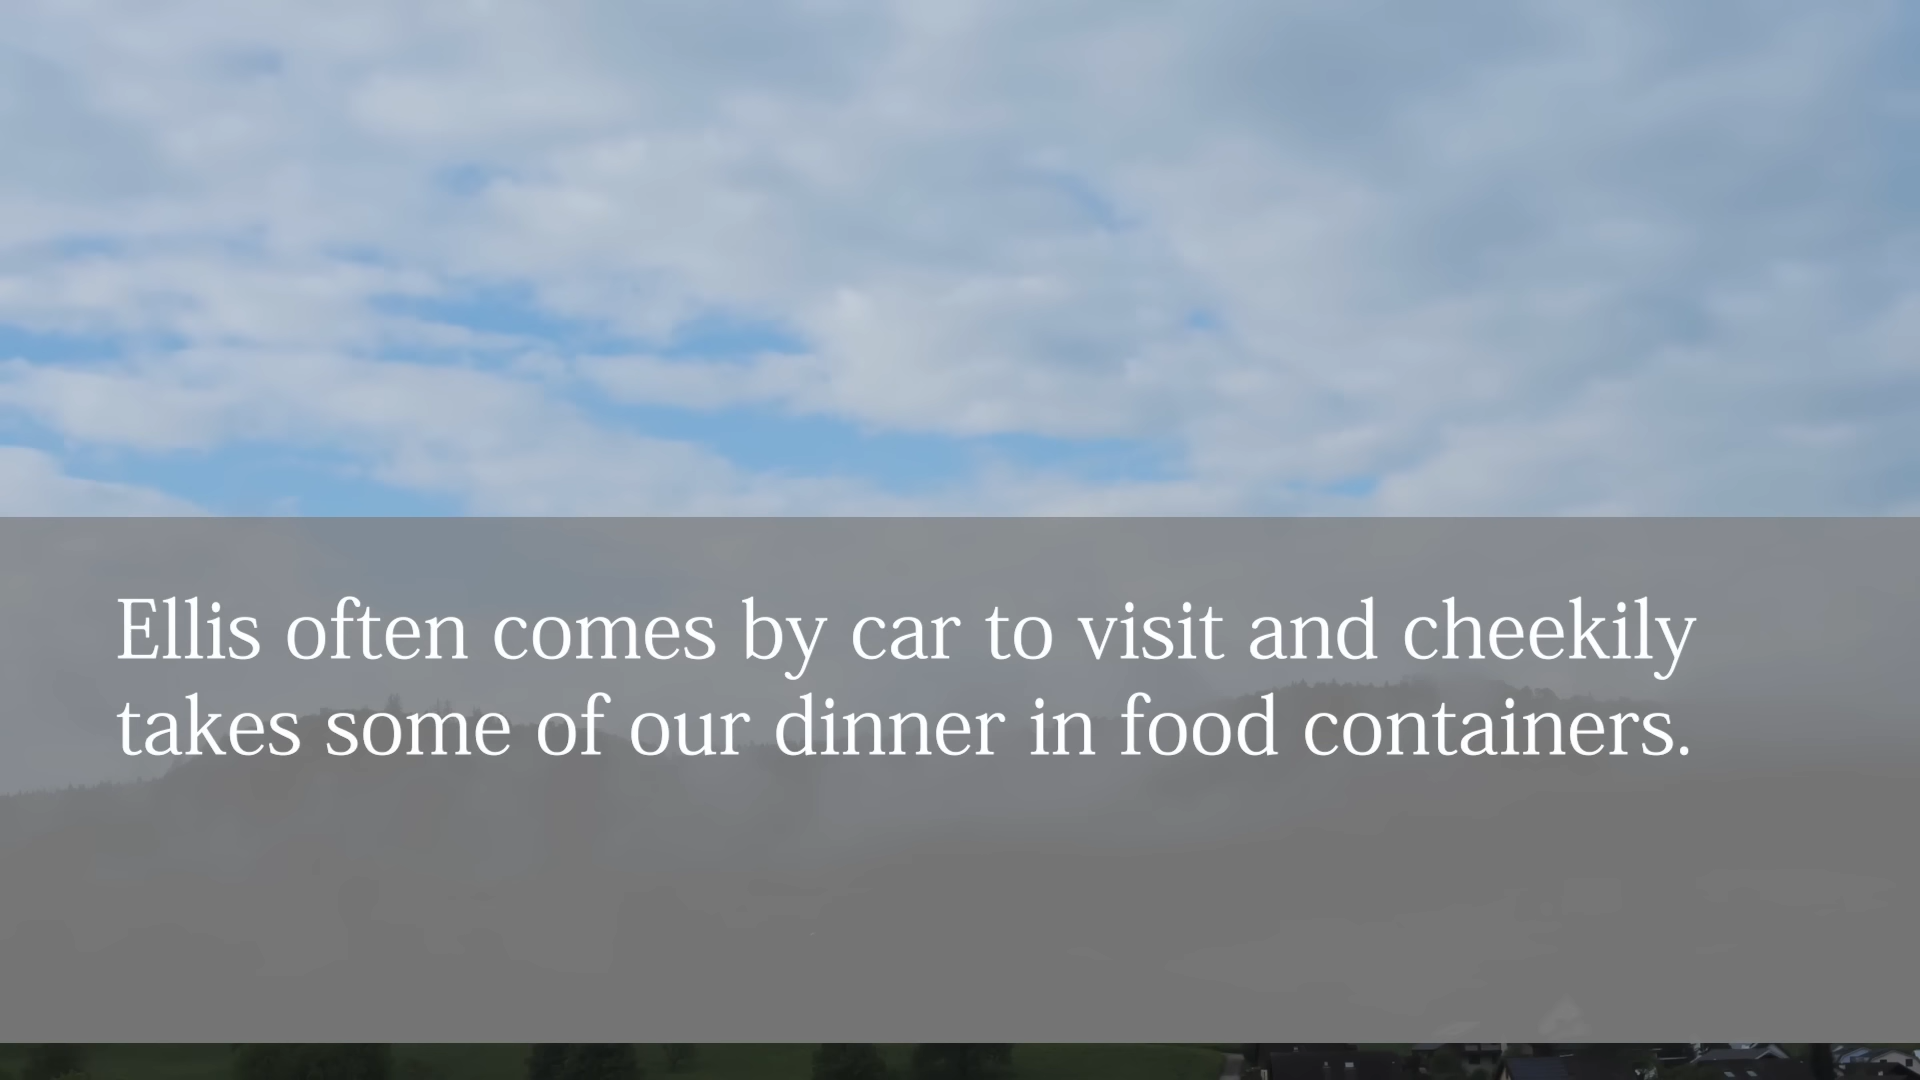 Ellis often comes by car to visit and cheekily
takes some of our dinner in food containers.